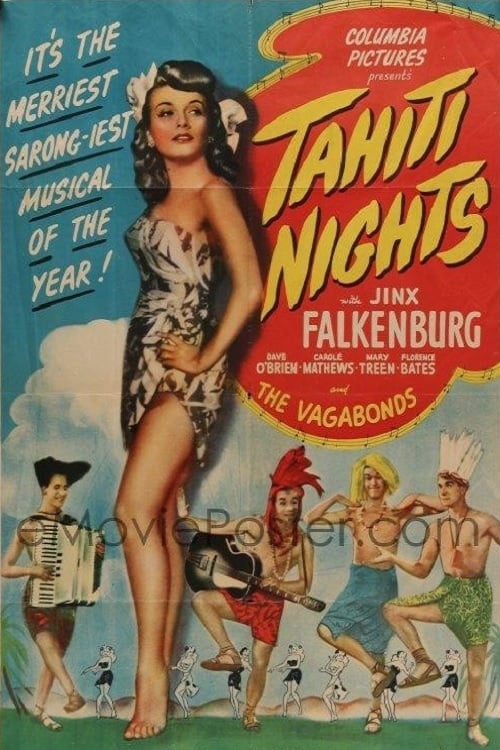 IT'S THE
MERRIEST
SARONG-IEST
MUSICAL
OF THE
YEAR!
COLUMBIA
PICTURES
presents
TAHITI
NIGHTS
with JINX
FALKENBURG
DAVE CAROLE MARY FLORENCE
O'BRIEN·MATHEWS·TREEN·BATES
and
THE VAGABONDS
eMoviePoster.com